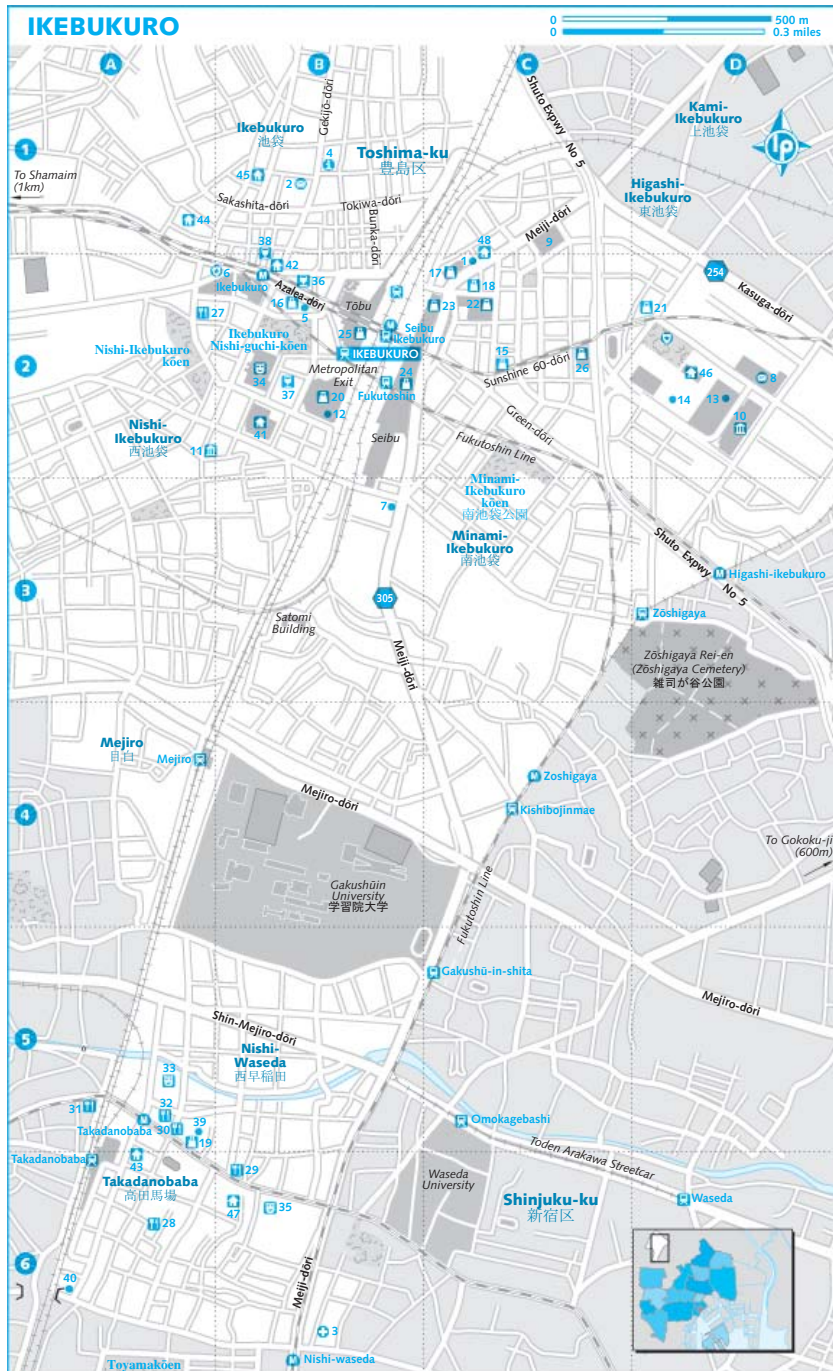 IKEBUKURO
0 500 m
0 0.3 miles
A
B
C
D
1
Gekijō-dōri
Shuto Expwy No 5
Kami-
Ikebukuro
上池袋
lp
Ikebukuro
池袋
4
Toshima-ku
豊島区
To Shamaim
(1km)
45
2
Higashi-
Ikebukuro
東池袋
Sakashita-dōri
Tokiwa-dōri
Bunka-dōri
44
Meiji-dōri
38
48
9
1
6
42
17
254
Ikebukuro
36
18
Azalea-dōri
16
5
Tōbu
23
22
21
Kasuga-dōri
27
Ikebukuro
Nishi-guchi-kōen
25
Seibu
Ikebukuro
Nishi-Ikebukuro
kōen
IKEBUKURO
15
26
2
34
Metropolitan
Exit
24
Sunshine 60-dōri
46
8
37
20
Fukutoshin
14
13
12
Green-dōri
10
Nishi-
Ikebukuro
西池袋
41
11
Seibu
Fukutoshin Line
Minami-
Ikebukuro
kōen
南池袋公園
7
Minami-
Ikebukuro
南池袋
Shuto Expwy No 5
Higashi-ikebukuro
3
305
Zōshigaya
Satomi
Building
Meiji-dōri
Zōshigaya Rei-en
(Zōshigaya Cemetery)
雑司が谷公園
Mejiro
目白
Mejiro
Zoshigaya
Mejiro-dōri
Kishibojinmae
4
To Gokoku-ji
(600m)
Gakushūin
University
学習院大学
Fukutoshin Line
Gakushū-in-shita
Mejiro-dōri
Shin-Mejiro-dōri
5
Nishi-
Waseda
西早稲田
33
31
32
39
Takadanobaba
30
19
Omokagebashi
Toden Arakawa Streetcar
Takadanobaba
43
29
Waseda
University
Takadanobaba
高田馬場
47
35
Shinjuku-ku
新宿区
Waseda
28
6
40
Meiji-dōri
3
Toyamakōen
Nishi-waseda